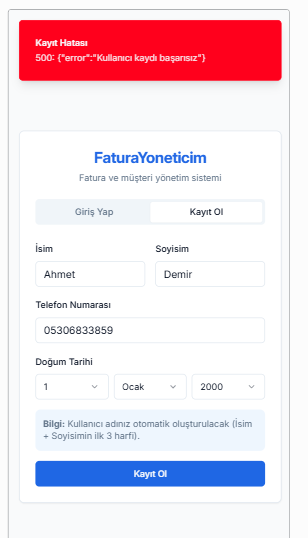 Kayıt Hatası
500: {"error":"Kullanıcı kaydı başarısız"}
FaturaYoneticim
Fatura ve müşteri yönetim sistemi
Giriş Yap
Kayıt Ol
İsim
Soyisim
Ahmet
Demir
Telefon Numarası
05306833859
Doğum Tarihi
1
Ocak
2000
Bilgi: Kullanıcı adınız otomatik oluşturulacak (İsim
+ Soyisimin ilk 3 harfi).
Kayıt Ol